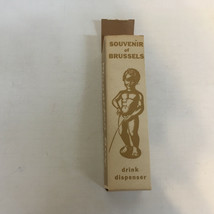 SOUVENIR
of
BRUSSELS
drink
dispenser